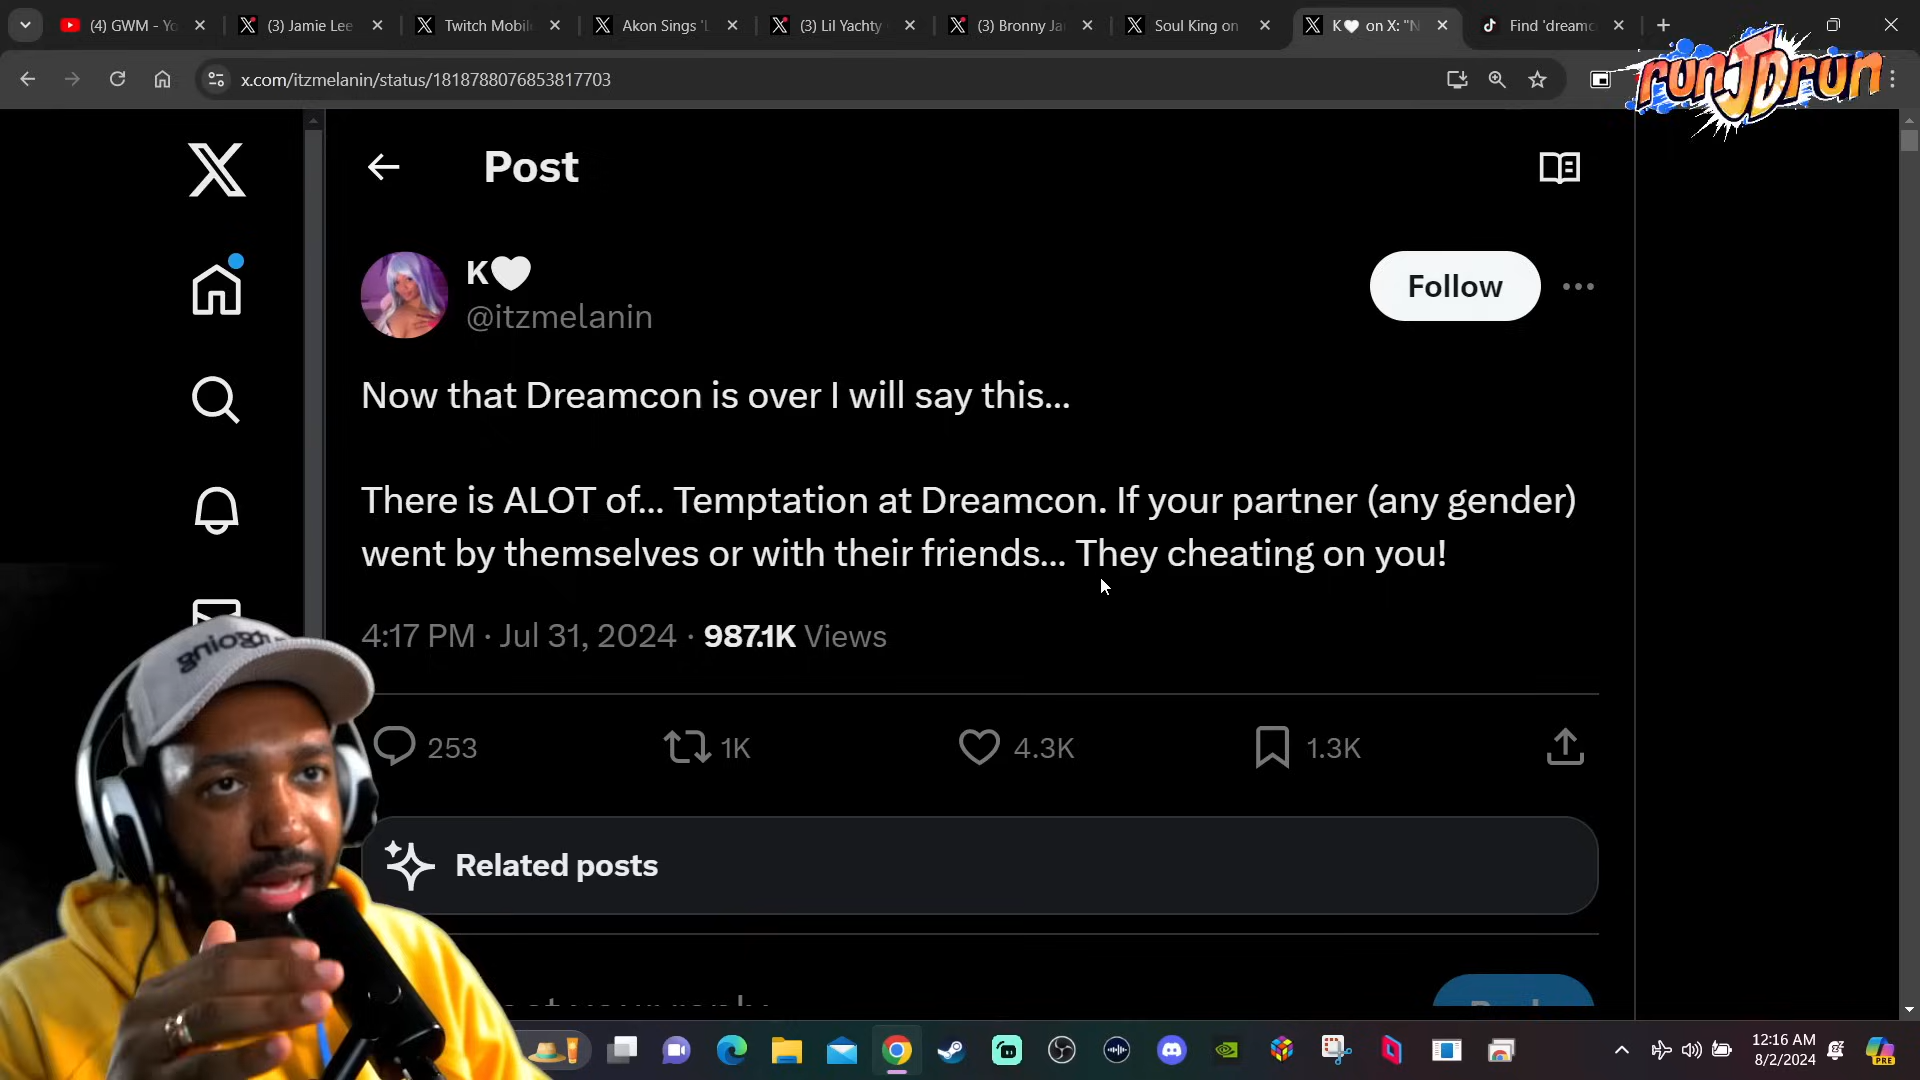 (4) GWM - Yo
(3) Jamie Lee
Twitch Mobile
Akon Sings 'L
(3) Lil Yachty
(3) Bronny Ja
Soul King on
K🤍 on X: "N
Find 'dreamc
x.com/itzmelanin/status/1818788076853817703
runJDrun
Post
K🤍
@itzmelanin
Follow
Now that Dreamcon is over I will say this...
There is ALOT of... Temptation at Dreamcon. If your partner (any gender)
went by themselves or with their friends... They cheating on you!
4:17 PM · Jul 31, 2024 · 987.1K Views
253
1K
4.3K
1.3K
Related posts
12:16 AM
8/2/2024
PRE